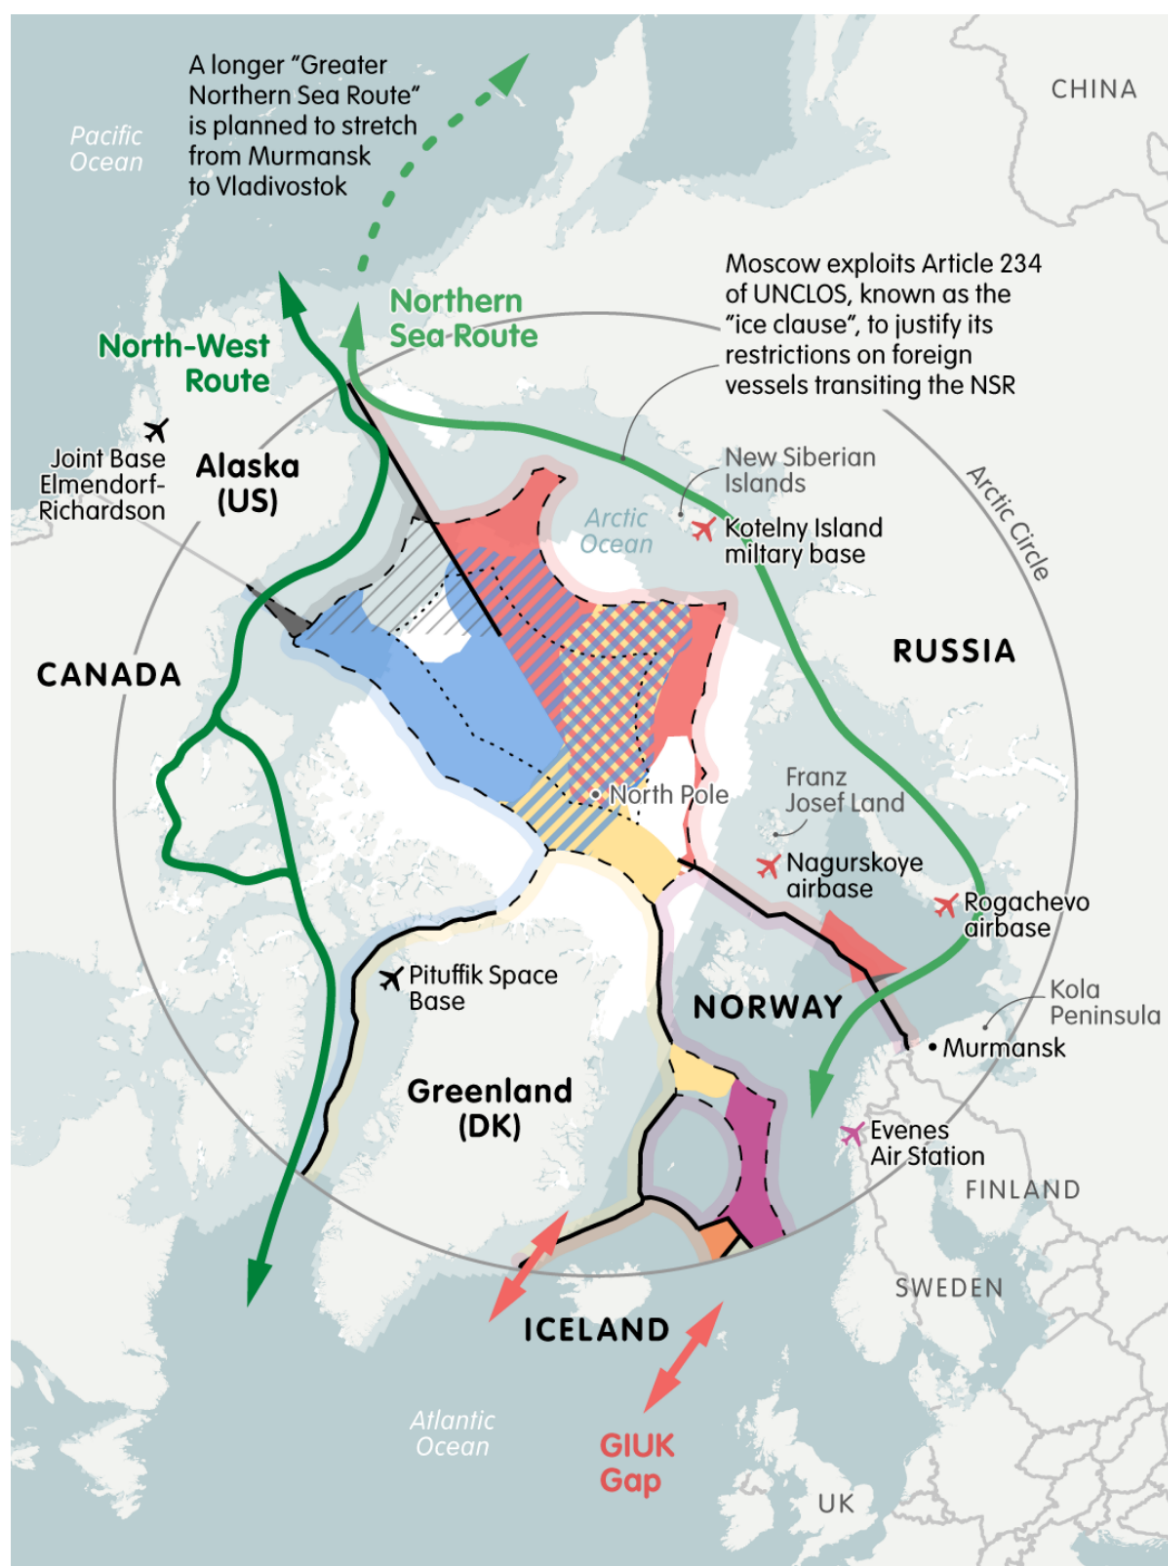 A longer "Greater
Northern Sea Route"
is planned to stretch
from Murmansk
to Vladivostok
CHINA
Pacific
Ocean
Moscow exploits Article 234
of UNCLOS, known as the
"ice clause", to justify its
restrictions on foreign
vessels transiting the NSR
Northern
Sea Route
North-West
Route
Joint Base
Elmendorf-
Richardson
Alaska
(US)
New Siberian
Islands
Arctic Circle
Arctic
Ocean
Kotelny Island
miltary base
CANADA
RUSSIA
North Pole
Franz
Josef Land
Nagurskoye
airbase
Rogachevo
airbase
Pituffik Space
Base
NORWAY
Kola
Peninsula
Murmansk
Greenland
(DK)
Evenes
Air Station
FINLAND
SWEDEN
ICELAND
Atlantic
Ocean
GIUK
Gap
UK